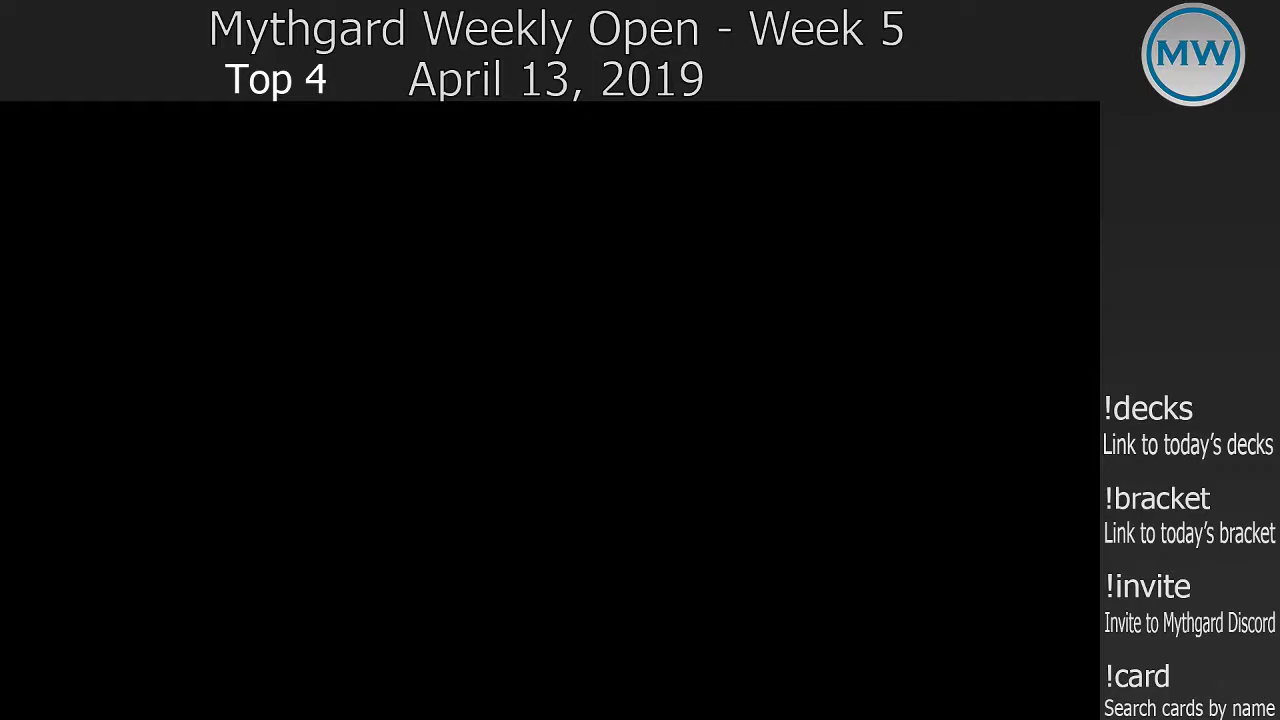 Mythgard Weekly Open - Week 5
Top 4 April 13, 2019
MW
!decks
Link to today's decks
!bracket
Link to today's bracket
!invite
Invite to Mythgard Discord
!card
Search cards by name